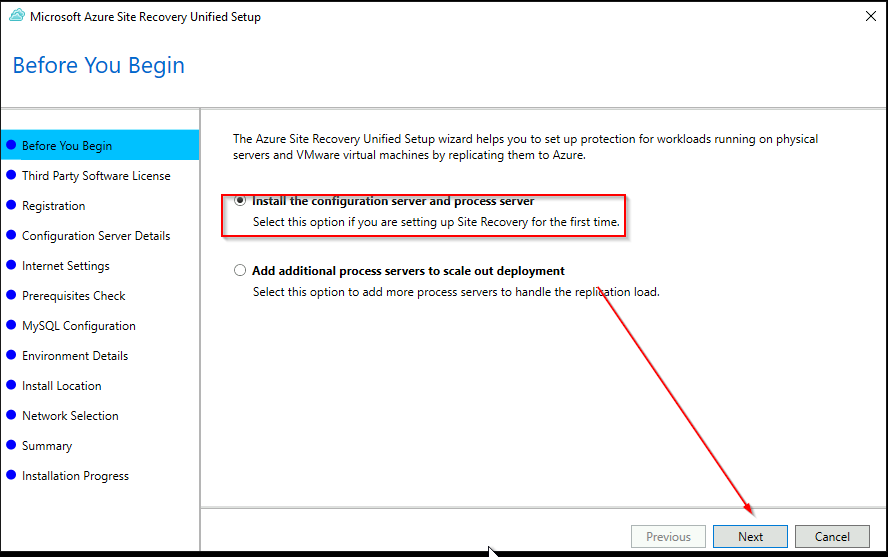 Microsoft Azure Site Recovery Unified Setup
Before You Begin
Before You Begin
Third Party Software License
Registration
Configuration Server Details
Internet Settings
Prerequisites Check
MySQL Configuration
Environment Details
Install Location
Network Selection
Summary
Installation Progress
The Azure Site Recovery Unified Setup wizard helps you to set up protection for workloads running on physical
servers and VMware virtual machines by replicating them to Azure.
Install the configuration server and process server
Select this option if you are setting up Site Recovery for the first time.
Add additional process servers to scale out deployment
Select this option to add more process servers to handle the replication load.
Previous
Next
Cancel